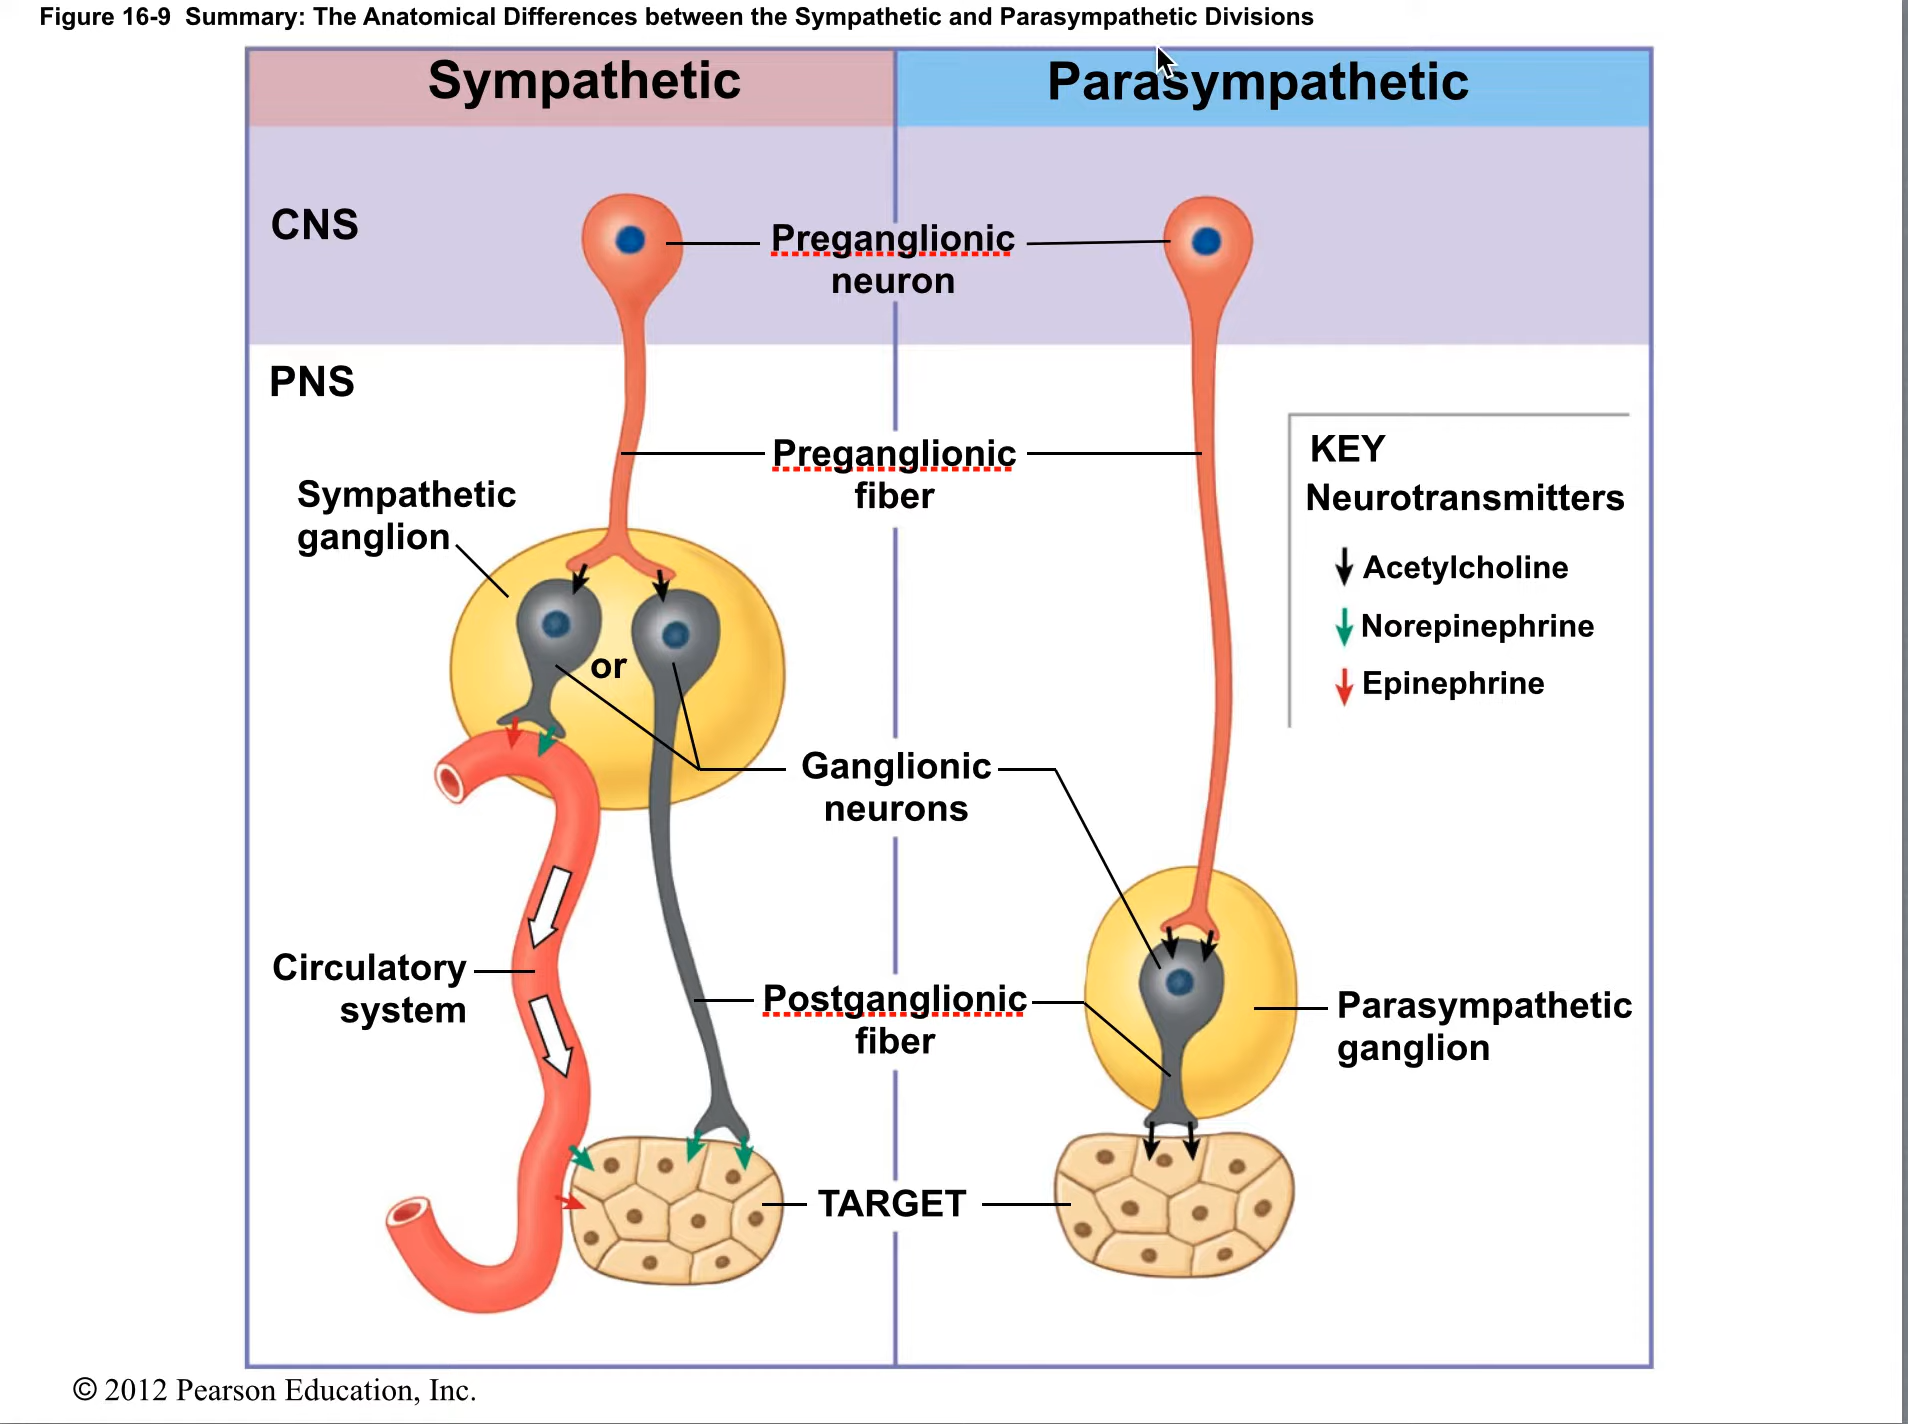 Figure 16-9  Summary: The Anatomical Differences between the Sympathetic and Parasympathetic Divisions
Sympathetic
Parasympathetic
CNS
Preganglionic
neuron
PNS
Preganglionic
fiber
KEY
Neurotransmitters
Acetylcholine
Norepinephrine
Epinephrine
Sympathetic
ganglion
or
Ganglionic
neurons
Circulatory
system
Postganglionic
fiber
Parasympathetic
ganglion
TARGET
© 2012 Pearson Education, Inc.